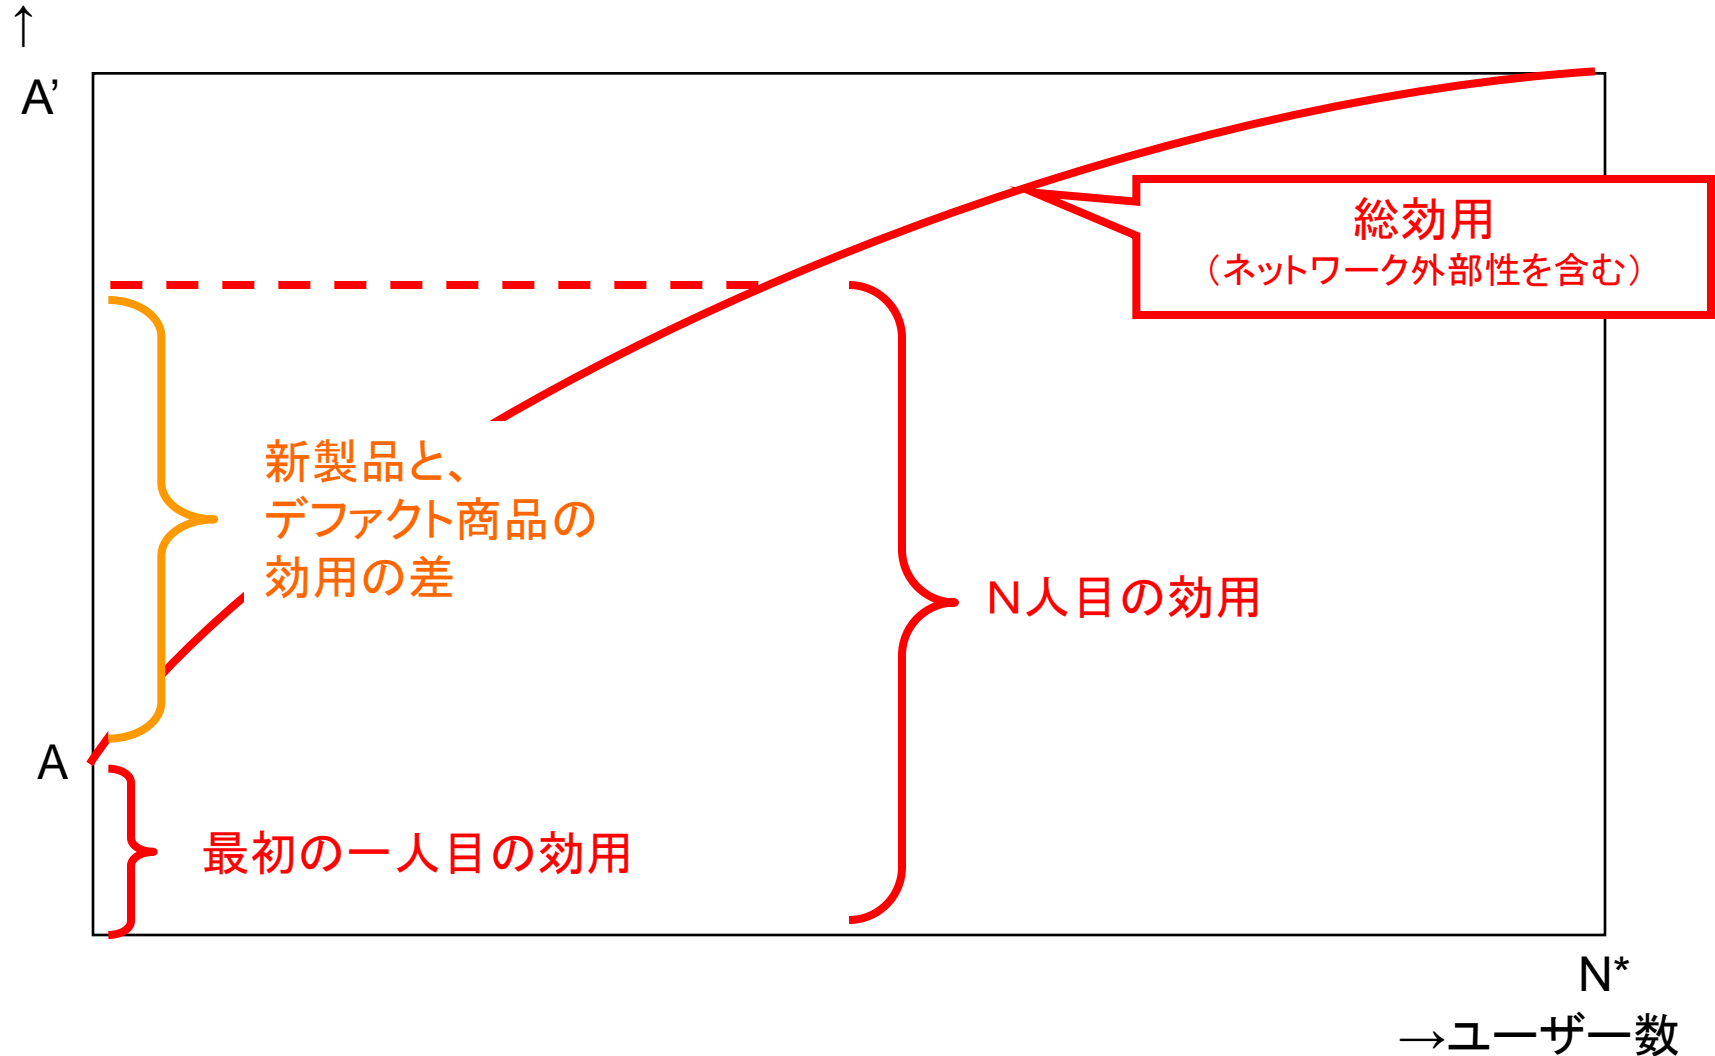 ↑
A’
総効用
（ネットワーク外部性を含む）
新製品と、
デファクト商品の
効用の差
Ｎ人目の効用
A
最初の一人目の効用
N*
→ユーザー数